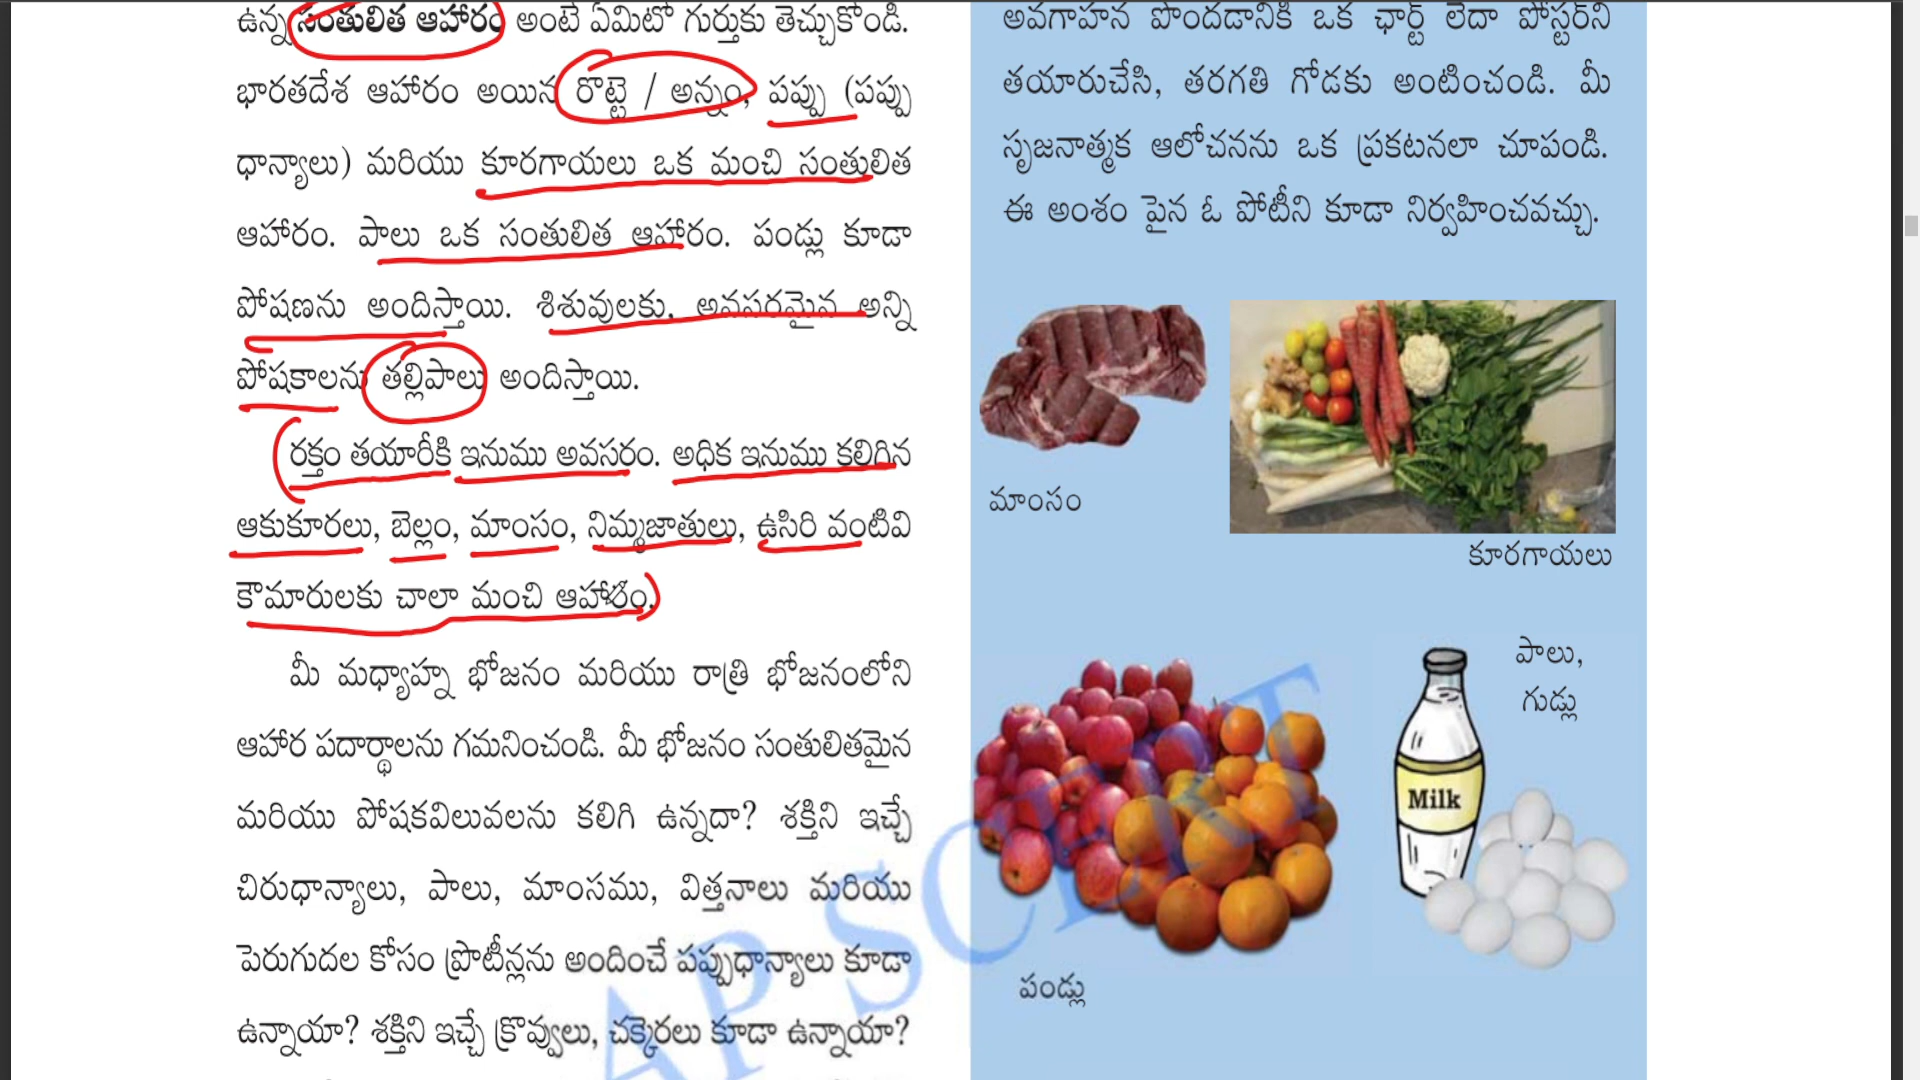 ఉన్న సంతులిత ఆహారం అంటే ఏమిటో గుర్తుకు తెచ్చుకోండి.
భారతదేశ ఆహారం అయిన రొట్టె / అన్నం, పప్పు (పప్పు
ధాన్యాలు) మరియు కూరగాయలు ఒక మంచి సంతులిత
ఆహారం. పాలు ఒక సంతులిత ఆహారం. పండ్లు కూడా
పోషణను అందిస్తాయి. శిశువులకు, అవసరమైన అన్ని
పోషకాలను తల్లిపాలు అందిస్తాయి.
రక్తం తయారీకి ఇనుము అవసరం. అధిక ఇనుము కలిగిన
ఆకుకూరలు, బెల్లం, మాంసం, నిమ్మజాతులు, ఉసిరి వంటివి
కౌమారులకు చాలా మంచి ఆహారం.
మీ మధ్యాహ్న భోజనం మరియు రాత్రి భోజనంలోని
ఆహార పదార్థాలను గమనించండి. మీ భోజనం సంతులితమైన
మరియు పోషకవిలువలను కలిగి ఉన్నదా? శక్తిని ఇచ్చే
చిరుధాన్యాలు, పాలు, మాంసము, విత్తనాలు మరియు
పెరుగుదల కోసం ప్రొటీన్లను అందించే పప్పుధాన్యాలు కూడా
ఉన్నాయా? శక్తిని ఇచ్చే క్రొవ్వులు, చక్కెరలు కూడా ఉన్నాయా?
అవగాహన పొందడానికి ఒక ఛార్ట్ లేదా పోస్టర్‌ని
తయారుచేసి, తరగతి గోడకు అంటించండి. మీ
సృజనాత్మక ఆలోచనను ఒక ప్రకటనలా చూపండి.
ఈ అంశం పైన ఓ పోటీని కూడా నిర్వహించవచ్చు.
మాంసం
కూరగాయలు
పాలు,
గుడ్లు
Milk
పండ్లు
AP SCERT